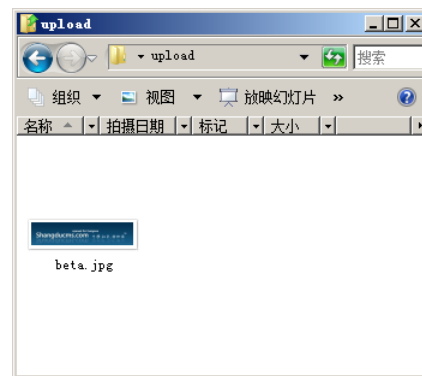 upload
upload 搜索
组织 视图 放映幻灯片 »
名称 拍摄日期 标记 大小
Shangducms.com
beta.jpg